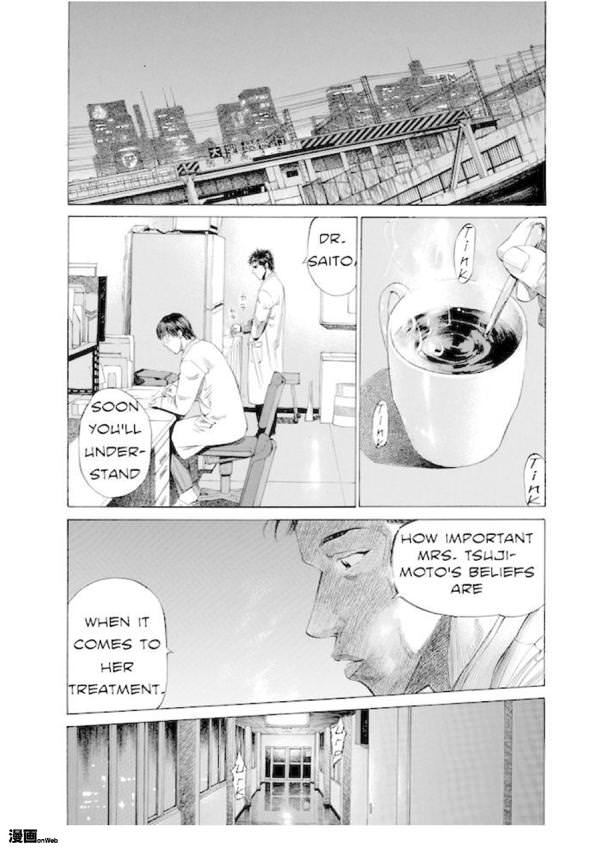 Tink
Tink
Tink
DR.
SAITO,
SOON
YOU'LL
UNDER-
STAND
HOW IMPORTANT
MRS. TSUJI-
MOTO'S BELIEFS
ARE
WHEN IT
COMES TO
HER
TREATMENT.
漫画onWeb